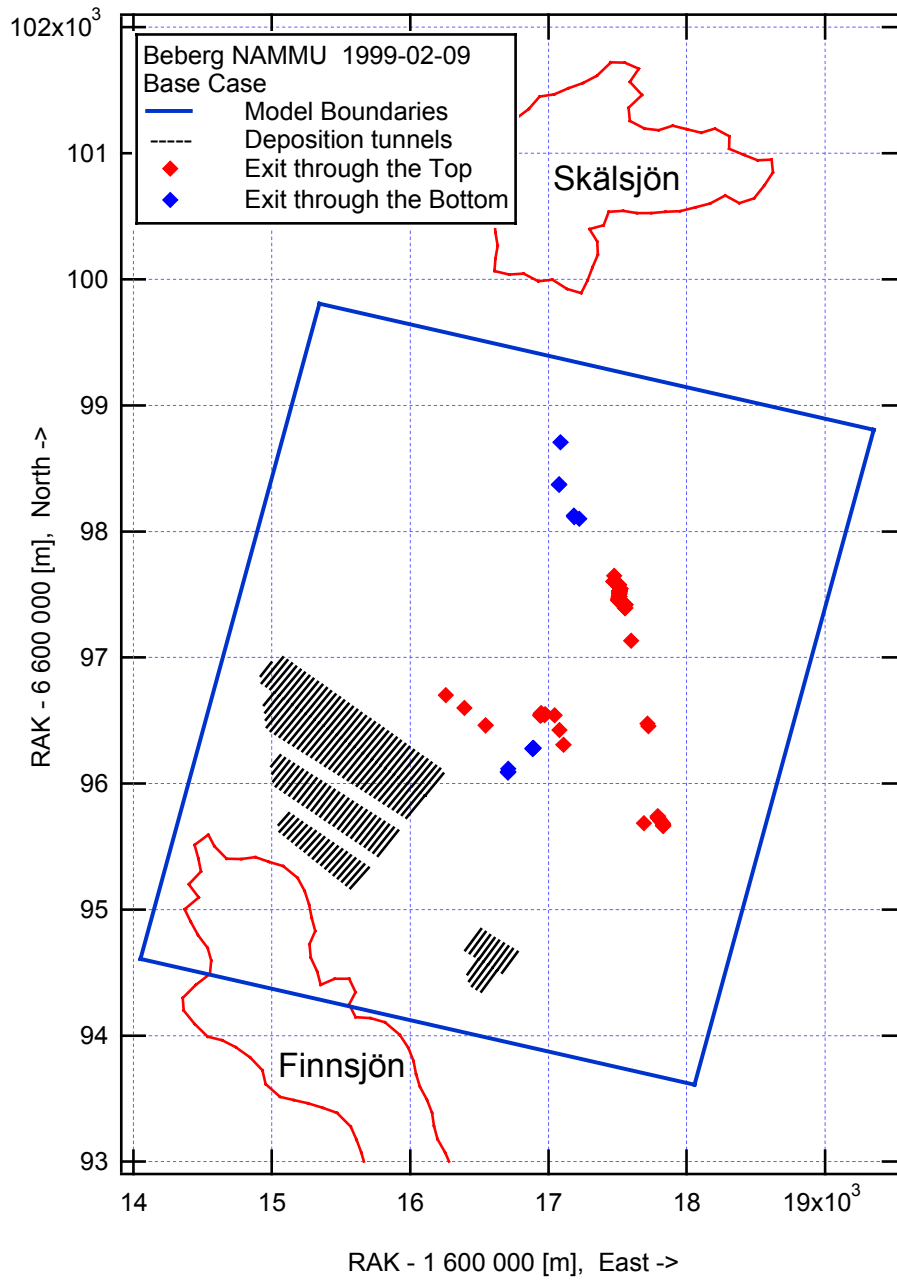 102x10³
Beberg NAMMU 1999-02-09
Base Case
Model Boundaries
Deposition tunnels
Exit through the Top
Exit through the Bottom
101
Skälsjön
100
99
98
97
96
95
94
93
Finnsjön
RAK - 6 600 000 [m], North ->
14 15 16 17 18 19x10³
RAK - 1 600 000 [m], East ->